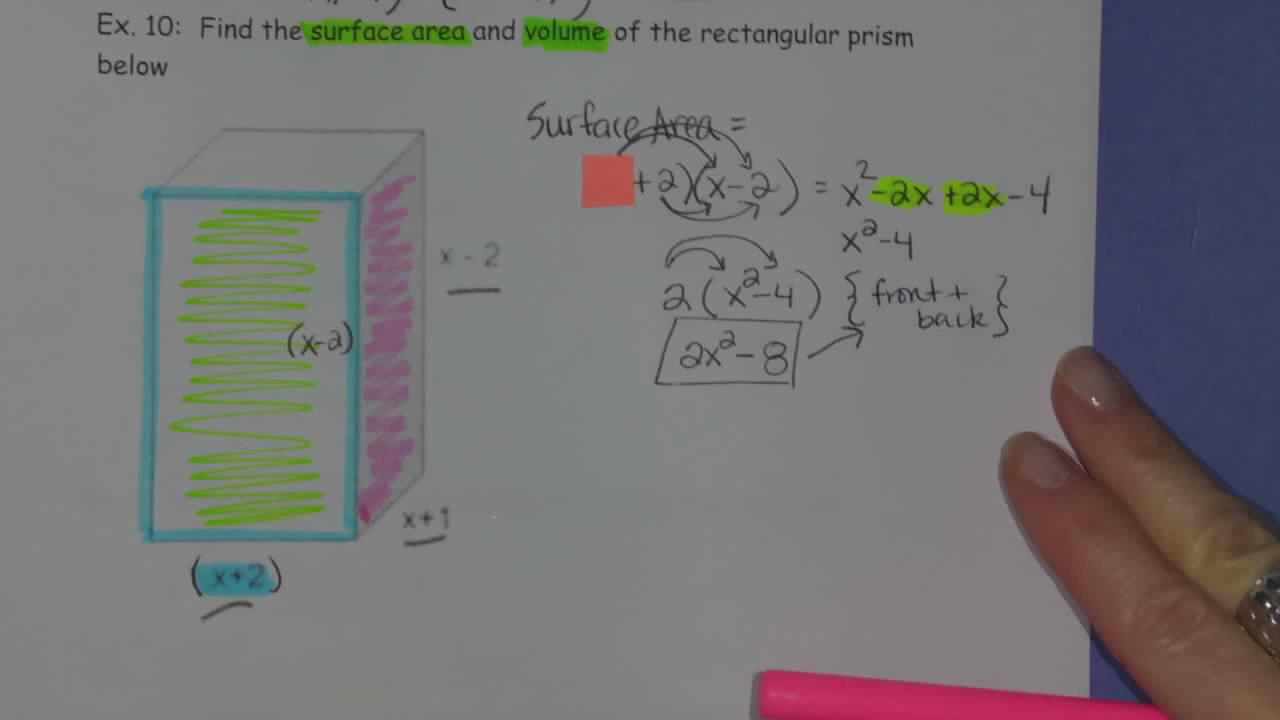 Ex. 10: Find the surface area and volume of the rectangular prism
below
Surface Area =
+2)(x-2) = x²-2x +2x-4
x²-4
2(x²-4) {front + back}
2x²-8
x - 2
(x-2)
x+1
(x+2)